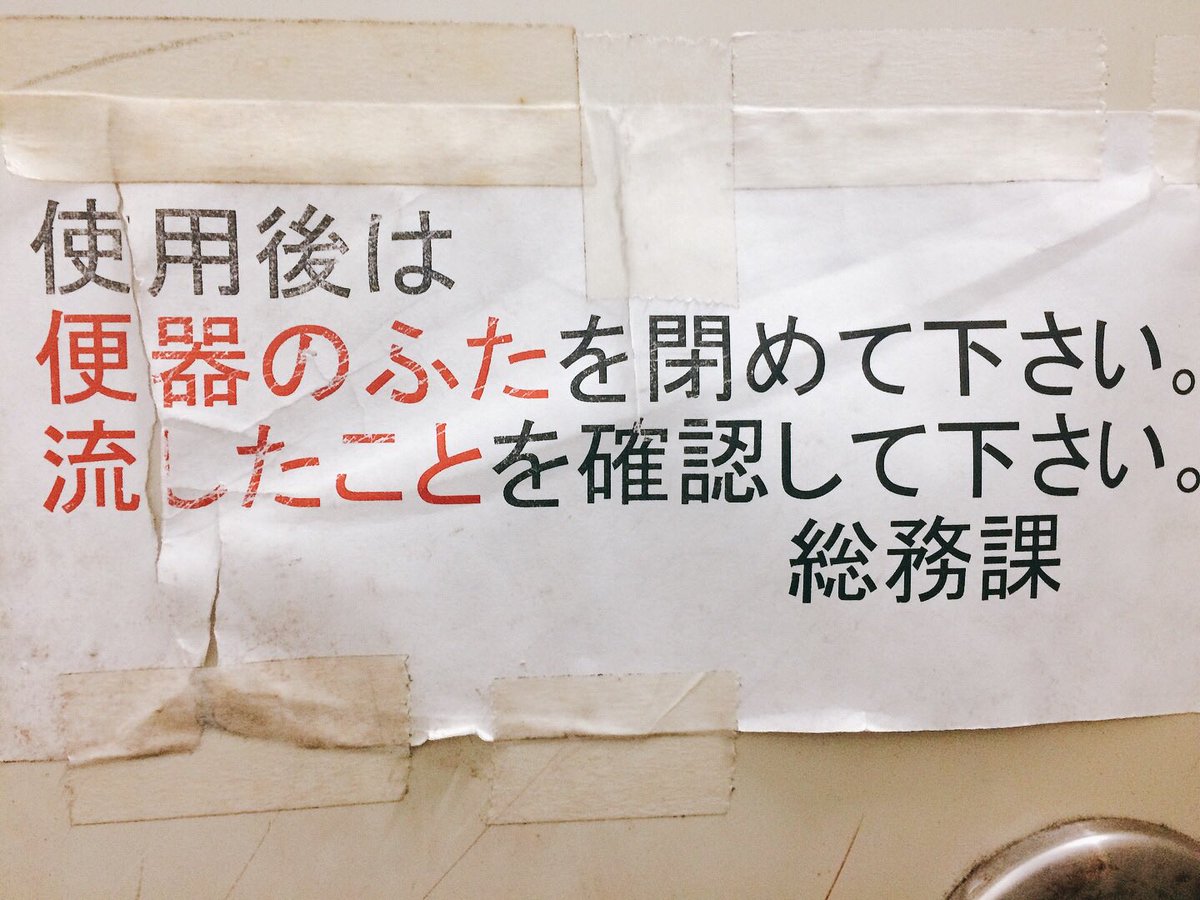 使用後は
便器のふたを閉めて下さい。
流したことを確認して下さい。
総務課